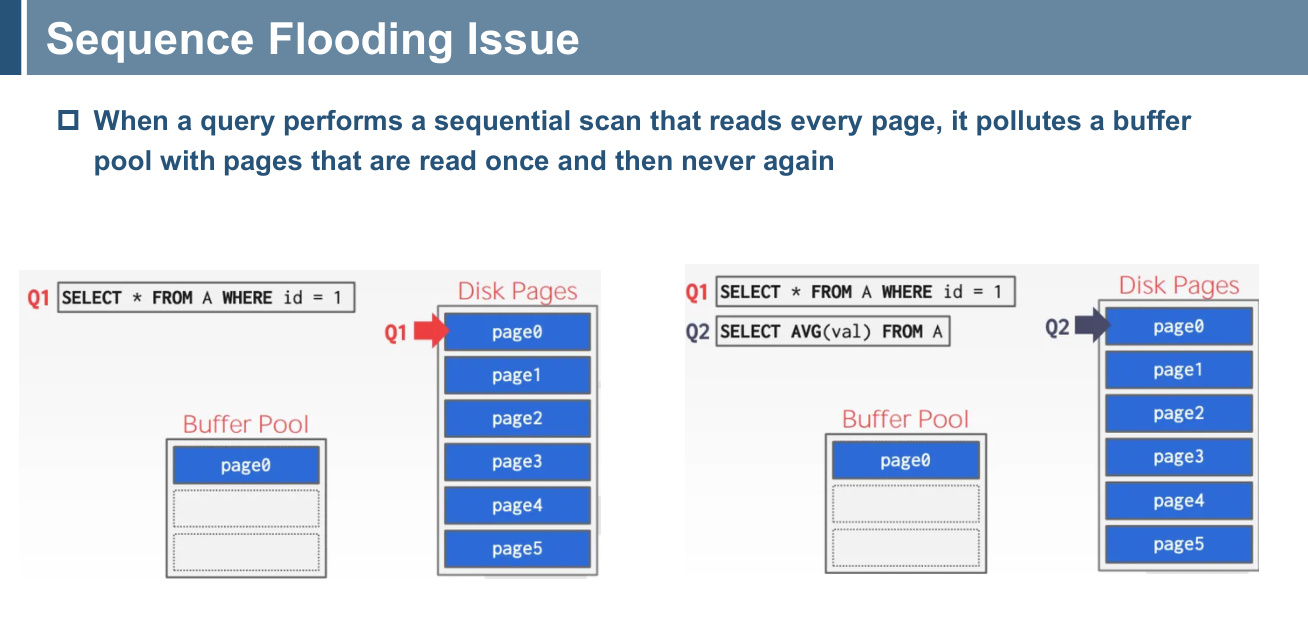 Sequence Flooding Issue
When a query performs a sequential scan that reads every page, it pollutes a buffer
pool with pages that are read once and then never again
Q1 SELECT * FROM A WHERE id = 1
Disk Pages
Q1
page0
page1
page2
page3
page4
page5
Buffer Pool
page0
Q1 SELECT * FROM A WHERE id = 1
Q2 SELECT AVG(val) FROM A
Disk Pages
Q2
page0
page1
page2
page3
page4
page5
Buffer Pool
page0